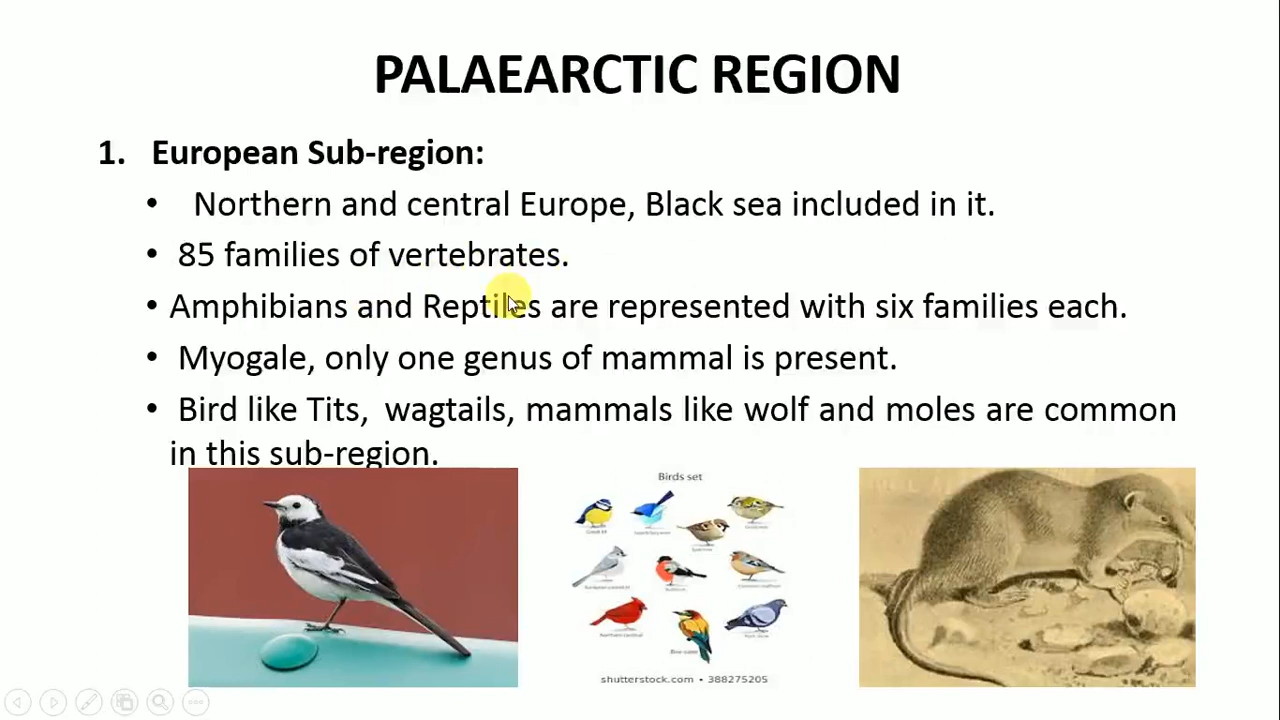 PALAEARCTIC REGION
1. European Sub-region:
• Northern and central Europe, Black sea included in it.
• 85 families of vertebrates.
• Amphibians and Reptiles are represented with six families each.
• Myogale, only one genus of mammal is present.
• Bird like Tits, wagtails, mammals like wolf and moles are common
in this sub-region.
Birds set
shutterstock.com • 388275205